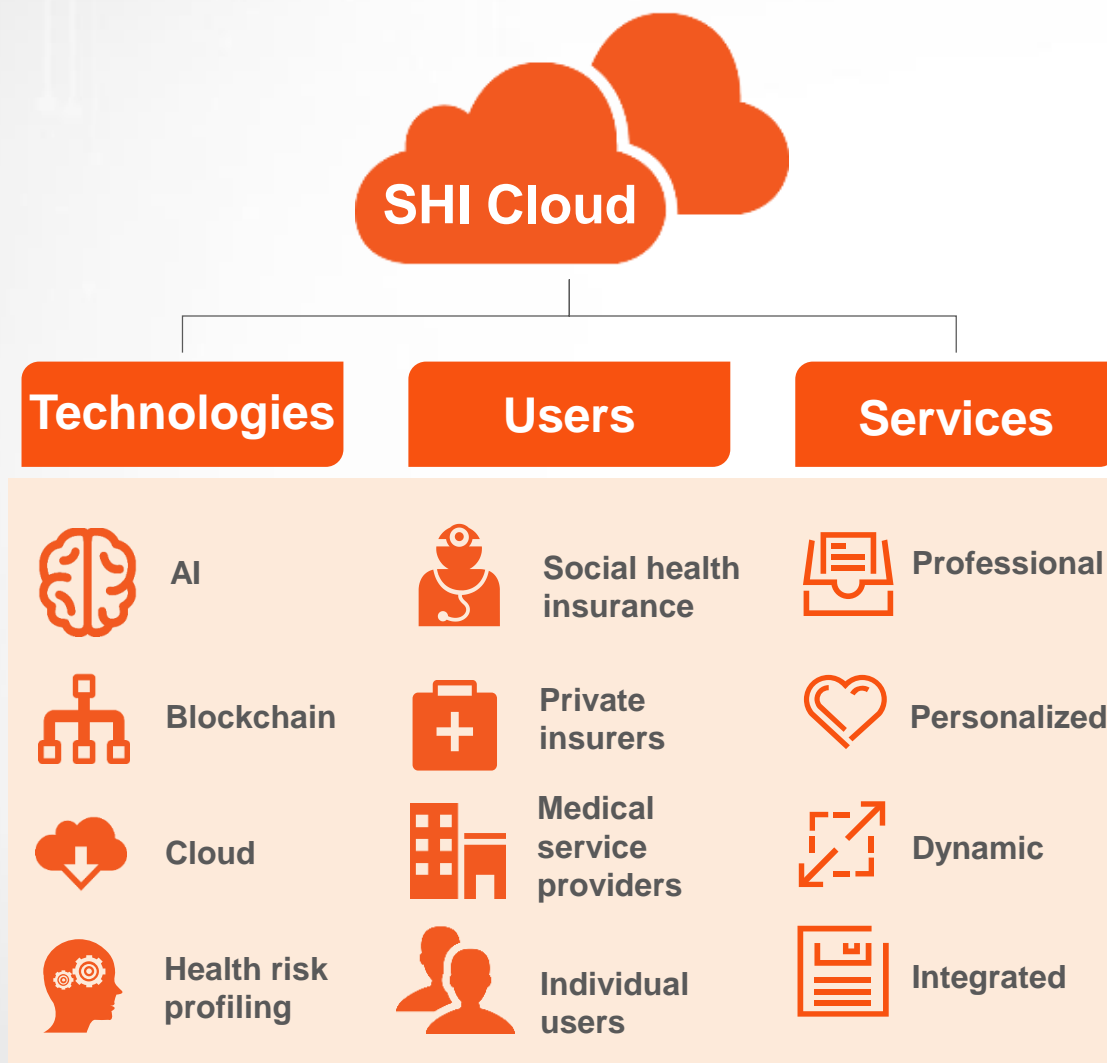 SHI Cloud
Technologies
Users
Services
AI
Blockchain
Cloud
Health risk
profiling
Social health
insurance
Private
insurers
Medical
service
providers
Individual
users
Professional
Personalized
Dynamic
Integrated